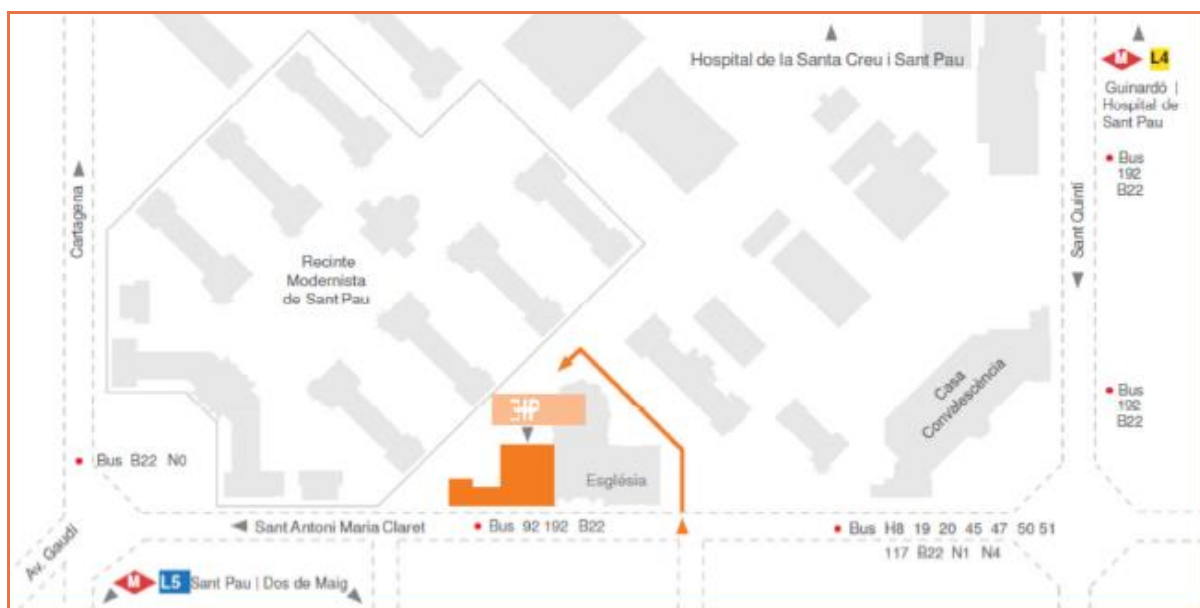 Hospital de la Santa Creu i Sant Pau
M L4
Guinardó |
Hospital de
Sant Pau
Bus
192
B22
Cartagena
Sant Quintí
Recinte
Modernista
de Sant Pau
Casa
Convalescència
Bus
192
B22
Bus B22 N0
Església
Sant Antoni Maria Claret
Bus 92 192 B22
Bus H8 19 20 45 47 50 51
117 B22 N1 N4
Av. Gaudí
M L5 Sant Pau | Dos de Maig